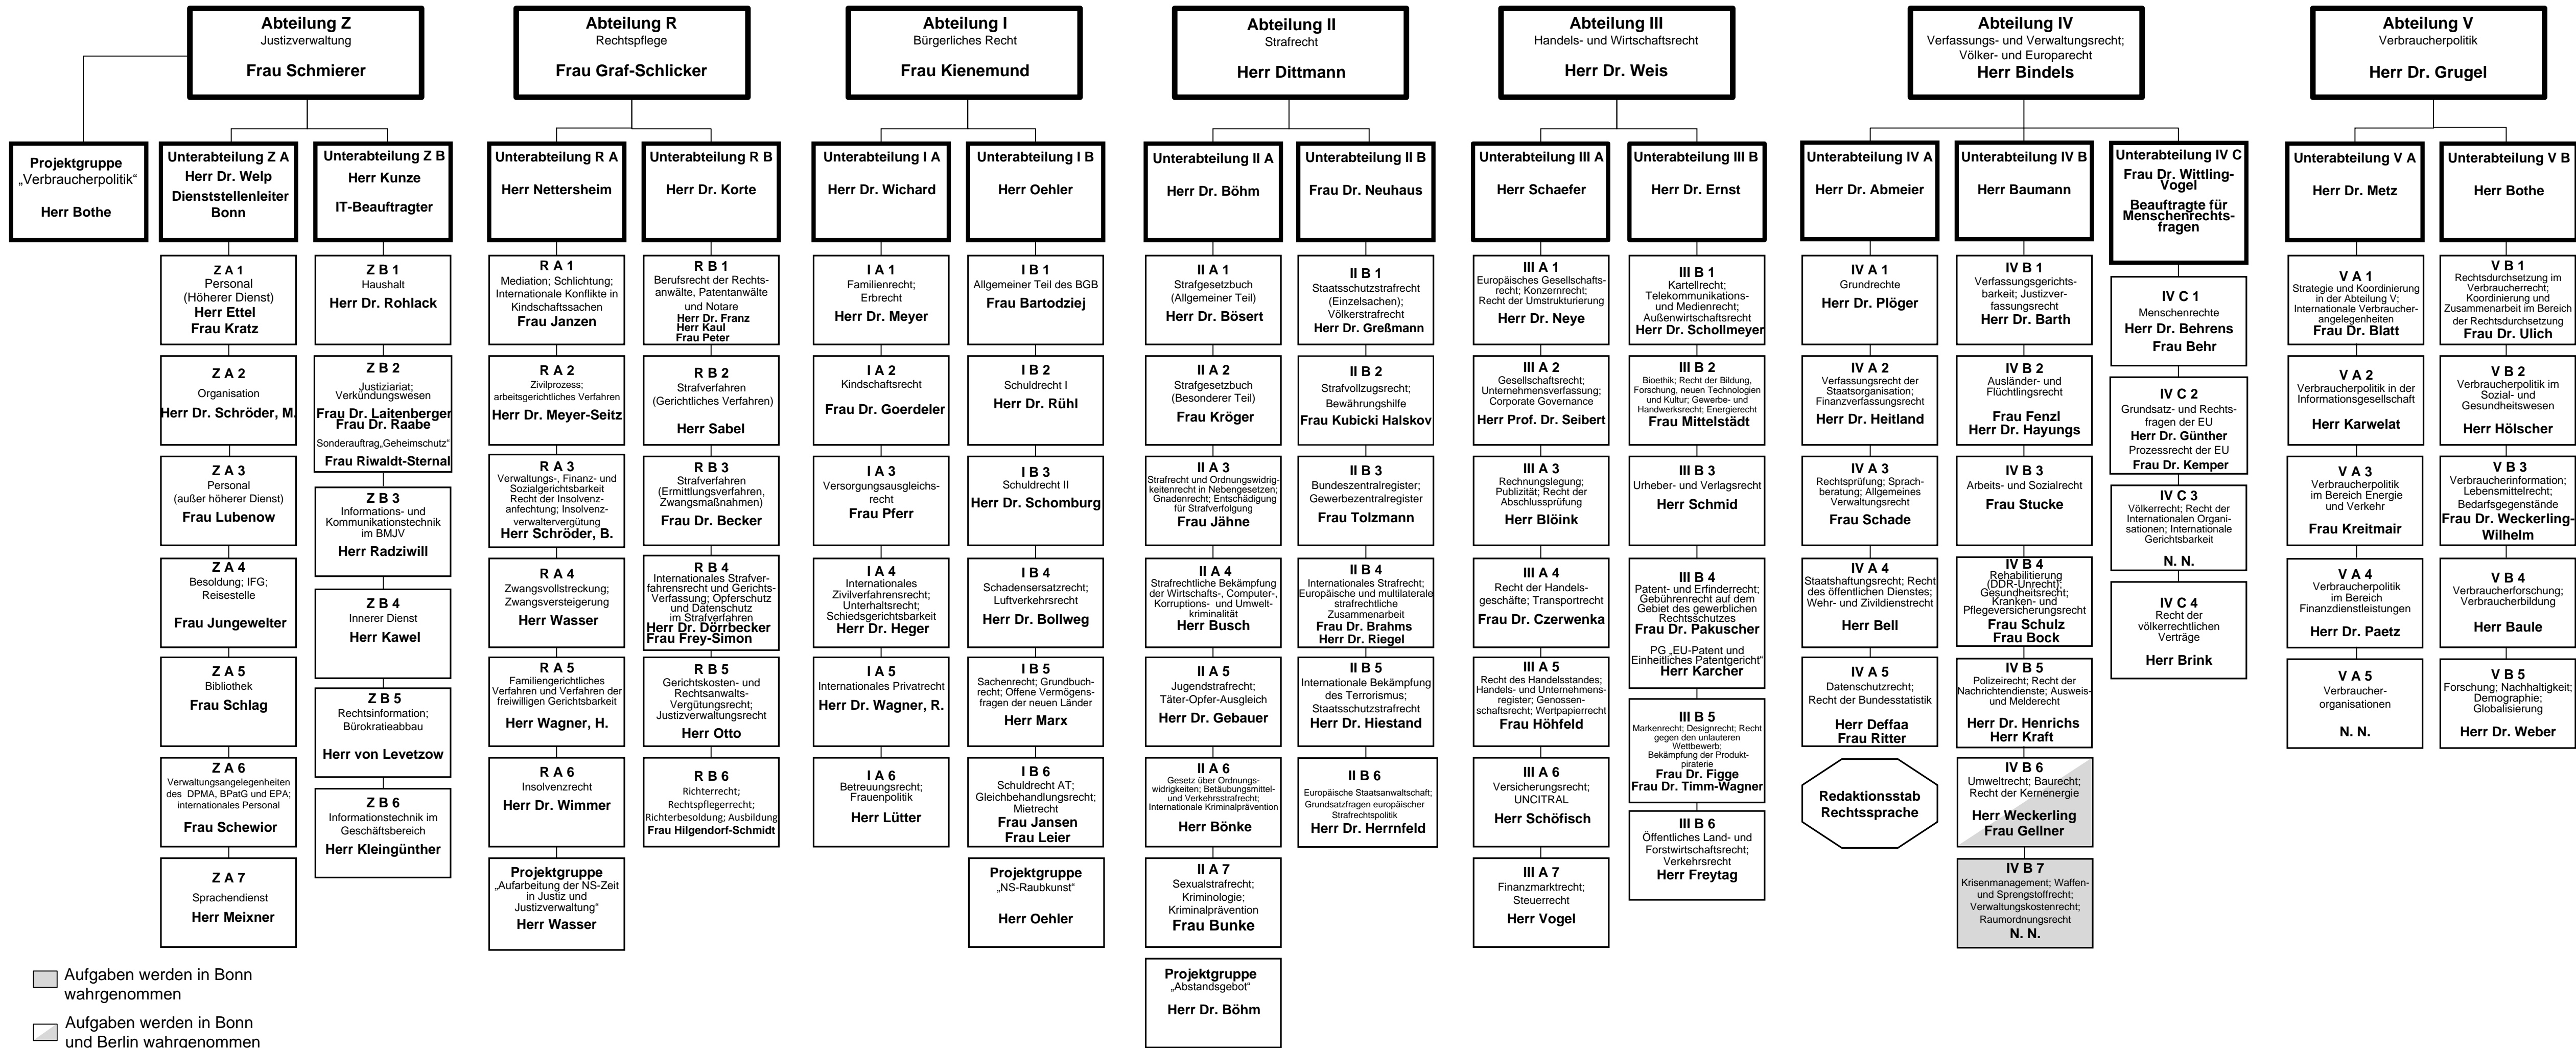 Abteilung Z
Justizverwaltung
Frau Schmierer
Projektgruppe
„Verbraucherpolitik“
Herr Bothe
Unterabteilung Z A
Herr Dr. Welp
Dienststellenleiter
Bonn
Z A 1
Personal
(Höherer Dienst)
Herr Ettel
Frau Kratz
Z A 2
Organisation
Herr Dr. Schröder, M.
Z A 3
Personal
(außer höherer Dienst)
Frau Lubenow
Z A 4
Besoldung; IFG;
Reisestelle
Frau Jungewelter
Z A 5
Bibliothek
Frau Schlag
Z A 6
Verwaltungsangelegenheiten
des DPMA, BPatG und EPA;
internationales Personal
Frau Schewior
Z A 7
Sprachendienst
Herr Meixner
Unterabteilung Z B
Herr Kunze
IT-Beauftragter
Z B 1
Haushalt
Herr Dr. Rohlack
Z B 2
Justiziariat;
Verkündungswesen
Frau Dr. Laitenberger
Frau Dr. Raabe
Sonderauftrag„Geheimschutz“
Frau Riwaldt-Sternal
Z B 3
Informations- und
Kommunikationstechnik
im BMJV
Herr Radziwill
Z B 4
Innerer Dienst
Herr Kawel
Z B 5
Rechtsinformation;
Bürokratieabbau
Herr von Levetzow
Z B 6
Informationstechnik im
Geschäftsbereich
Herr Kleingünther
Abteilung R
Rechtspflege
Frau Graf-Schlicker
Unterabteilung R A
Herr Nettersheim
R A 1
Mediation; Schlichtung;
Internationale Konflikte in
Kindschaftssachen
Frau Janzen
R A 2
Zivilprozess;
arbeitsgerichtliches Verfahren
Herr Dr. Meyer-Seitz
R A 3
Verwaltungs-, Finanz- und
Sozialgerichtsbarkeit
Recht der Insolvenz-
anfechtung; Insolvenz-
verwaltervergütung
Herr Schröder, B.
R A 4
Zwangsvollstreckung;
Zwangsversteigerung
Herr Wasser
R A 5
Familiengerichtliches
Verfahren und Verfahren der
freiwilligen Gerichtsbarkeit
Herr Wagner, H.
R A 6
Insolvenzrecht
Herr Dr. Wimmer
Projektgruppe
„Aufarbeitung der NS-Zeit
in Justiz und
Justizverwaltung“
Herr Wasser
Unterabteilung R B
Herr Dr. Korte
R B 1
Berufsrecht der Rechts-
anwälte, Patentanwälte
und Notare
Herr Dr. Franz
Herr Kaul
Frau Peter
R B 2
Strafverfahren
(Gerichtliches Verfahren)
Herr Sabel
R B 3
Strafverfahren
(Ermittlungsverfahren,
Zwangsmaßnahmen)
Frau Dr. Becker
R B 4
Internationales Strafver-
fahrensrecht und Gerichts-
Verfassung; Opferschutz
und Datenschutz
im Strafverfahren
Herr Dr. Dörrbecker
Frau Frey-Simon
R B 5
Gerichtskosten- und
Rechtsanwalts-
Vergütungsrecht;
Justizverwaltungsrecht
Herr Otto
R B 6
Richterrecht;
Rechtspflegerrecht;
Richterbesoldung; Ausbildung
Frau Hilgendorf-Schmidt
Abteilung I
Bürgerliches Recht
Frau Kienemund
Unterabteilung I A
Herr Dr. Wichard
I A 1
Familienrecht;
Erbrecht
Herr Dr. Meyer
I A 2
Kindschaftsrecht
Frau Dr. Goerdeler
I A 3
Versorgungsausgleichs-
recht
Frau Pferr
I A 4
Internationales
Zivilverfahrensrecht;
Unterhaltsrecht;
Schiedsgerichtsbarkeit
Herr Dr. Heger
I A 5
Internationales Privatrecht
Herr Dr. Wagner, R.
I A 6
Betreuungsrecht;
Frauenpolitik
Herr Lütter
Unterabteilung I B
Herr Oehler
I B 1
Allgemeiner Teil des BGB
Frau Bartodziej
I B 2
Schuldrecht I
Herr Dr. Rühl
I B 3
Schuldrecht II
Herr Dr. Schomburg
I B 4
Schadensersatzrecht;
Luftverkehrsrecht
Herr Dr. Bollweg
I B 5
Sachenrecht; Grundbuch-
recht; Offene Vermögens-
fragen der neuen Länder
Herr Marx
I B 6
Schuldrecht AT;
Gleichbehandlungsrecht;
Mietrecht
Frau Jansen
Frau Leier
Projektgruppe
„NS-Raubkunst“
Herr Oehler
Abteilung II
Strafrecht
Herr Dittmann
Unterabteilung II A
Herr Dr. Böhm
II A 1
Strafgesetzbuch
(Allgemeiner Teil)
Herr Dr. Bösert
II A 2
Strafgesetzbuch
(Besonderer Teil)
Frau Kröger
II A 3
Strafrecht und Ordnungswidrig-
keitenrecht in Nebengesetzen;
Gnadenrecht; Entschädigung
für Strafverfolgung
Frau Jähne
II A 4
Strafrechtliche Bekämpfung
der Wirtschafts-, Computer-,
Korruptions- und Umwelt-
kriminalität
Herr Busch
II A 5
Jugendstrafrecht;
Täter-Opfer-Ausgleich
Herr Dr. Gebauer
II A 6
Gesetz über Ordnungs-
widrigkeiten; Betäubungsmittel-
und Verkehrsstrafrecht;
Internationale Kriminalprävention
Herr Bönke
II A 7
Sexualstrafrecht;
Kriminologie;
Kriminalprävention
Frau Bunke
Projektgruppe
„Abstandsgebot“
Herr Dr. Böhm
Unterabteilung II B
Frau Dr. Neuhaus
II B 1
Staatsschutzstrafrecht
(Einzelsachen);
Völkerstrafrecht
Herr Dr. Greßmann
II B 2
Strafvollzugsrecht;
Bewährungshilfe
Frau Kubicki Halskov
II B 3
Bundeszentralregister;
Gewerbezentralregister
Frau Tolzmann
II B 4
Internationales Strafrecht;
Europäische und multilaterale
strafrechtliche
Zusammenarbeit
Frau Dr. Brahms
Herr Dr. Riegel
II B 5
Internationale Bekämpfung
des Terrorismus;
Staatsschutzstrafrecht
Herr Dr. Hiestand
II B 6
Europäische Staatsanwaltschaft;
Grundsatzfragen europäischer
Strafrechtspolitik
Herr Dr. Herrnfeld
Abteilung III
Handels- und Wirtschaftsrecht
Herr Dr. Weis
Unterabteilung III A
Herr Schaefer
III A 1
Europäisches Gesellschafts-
recht; Konzernrecht;
Recht der Umstrukturierung
Herr Dr. Neye
III A 2
Gesellschaftsrecht;
Unternehmensverfassung;
Corporate Governance
Herr Prof. Dr. Seibert
III A 3
Rechnungslegung;
Publizität; Recht der
Abschlussprüfung
Herr Blöink
III A 4
Recht der Handels-
geschäfte; Transportrecht
Frau Dr. Czerwenka
III A 5
Recht des Handelsstandes;
Handels- und Unternehmens-
register; Genossen-
schaftsrecht; Wertpapierrecht
Frau Höhfeld
III A 6
Versicherungsrecht;
UNCITRAL
Herr Schöfisch
III A 7
Finanzmarktrecht;
Steuerrecht
Herr Vogel
Unterabteilung III B
Herr Dr. Ernst
III B 1
Kartellrecht;
Telekommunikations-
und Medienrecht;
Außenwirtschaftsrecht
Herr Dr. Schollmeyer
III B 2
Bioethik; Recht der Bildung,
Forschung, neuen Technologien
und Kultur; Gewerbe- und
Handwerksrecht; Energierecht
Frau Mittelstädt
III B 3
Urheber- und Verlagsrecht
Herr Schmid
III B 4
Patent- und Erfinderrecht;
Gebührenrecht auf dem
Gebiet des gewerblichen
Rechtsschutzes
Frau Dr. Pakuscher
PG „EU-Patent und
Einheitliches Patentgericht“
Herr Karcher
III B 5
Markenrecht; Designrecht; Recht
gegen den unlauteren
Wettbewerb;
Bekämpfung der Produkt-
piraterie
Frau Dr. Figge
Frau Dr. Timm-Wagner
III B 6
Öffentliches Land- und
Forstwirtschaftsrecht;
Verkehrsrecht
Herr Freytag
Abteilung IV
Verfassungs- und Verwaltungsrecht;
Völker- und Europarecht
Herr Bindels
Unterabteilung IV A
Herr Dr. Abmeier
IV A 1
Grundrechte
Herr Dr. Plöger
IV A 2
Verfassungsrecht der
Staatsorganisation;
Finanzverfassungsrecht
Herr Dr. Heitland
IV A 3
Rechtsprüfung; Sprach-
beratung; Allgemeines
Verwaltungsrecht
Frau Schade
IV A 4
Staatshaftungsrecht; Recht
des öffentlichen Dienstes;
Wehr- und Zivildienstrecht
Herr Bell
IV A 5
Datenschutzrecht;
Recht der Bundesstatistik
Herr Deffaa
Frau Ritter
Redaktionsstab
Rechtssprache
Unterabteilung IV B
Herr Baumann
IV B 1
Verfassungsgerichts-
barkeit; Justizver-
fassungsrecht
Herr Dr. Barth
IV B 2
Ausländer- und
Flüchtlingsrecht
Frau Fenzl
Herr Dr. Hayungs
IV B 3
Arbeits- und Sozialrecht
Frau Stucke
IV B 4
Rehabilitierung
(DDR-Unrecht);
Gesundheitsrecht;
Kranken- und
Pflegeversicherungsrecht
Frau Schulz
Frau Bock
IV B 5
Polizeirecht; Recht der
Nachrichtendienste; Ausweis-
und Melderecht
Herr Dr. Henrichs
Herr Kraft
IV B 6
Umweltrecht; Baurecht;
Recht der Kernenergie
Herr Weckerling
Frau Gellner
IV B 7
Krisenmanagement; Waffen-
und Sprengstoffrecht;
Verwaltungskostenrecht;
Raumordnungsrecht
N. N.
Unterabteilung IV C
Frau Dr. Wittling-
Vogel
Beauftragte für
Menschenrechts-
fragen
IV C 1
Menschenrechte
Herr Dr. Behrens
Frau Behr
IV C 2
Grundsatz- und Rechts-
fragen der EU
Herr Dr. Günther
Prozessrecht der EU
Frau Dr. Kemper
IV C 3
Völkerrecht; Recht der
Internationalen Organi-
sationen; Internationale
Gerichtsbarkeit
N. N.
IV C 4
Recht der
völkerrechtlichen
Verträge
Herr Brink
Abteilung V
Verbraucherpolitik
Herr Dr. Grugel
Unterabteilung V A
Herr Dr. Metz
V A 1
Strategie und Koordinierung
in der Abteilung V;
Internationale Verbraucher-
angelegenheiten
Frau Dr. Blatt
V A 2
Verbraucherpolitik in der
Informationsgesellschaft
Herr Karwelat
V A 3
Verbraucherpolitik
im Bereich Energie
und Verkehr
Frau Kreitmair
V A 4
Verbraucherpolitik
im Bereich
Finanzdienstleistungen
Herr Dr. Paetz
V A 5
Verbraucher-
organisationen
N. N.
Unterabteilung V B
Herr Bothe
V B 1
Rechtsdurchsetzung im
Verbraucherrecht;
Koordinierung und
Zusammenarbeit im Bereich
der Rechtsdurchsetzung
Frau Dr. Ulich
V B 2
Verbraucherpolitik im
Sozial- und
Gesundheitswesen
Herr Hölscher
V B 3
Verbraucherinformation;
Lebensmittelrecht;
Bedarfsgegenstände
Frau Dr. Weckerling-
Wilhelm
V B 4
Verbraucherforschung;
Verbraucherbildung
Herr Baule
V B 5
Forschung; Nachhaltigkeit;
Demographie;
Globalisierung
Herr Dr. Weber
Aufgaben werden in Bonn
wahrgenommen
Aufgaben werden in Bonn
und Berlin wahrgenommen